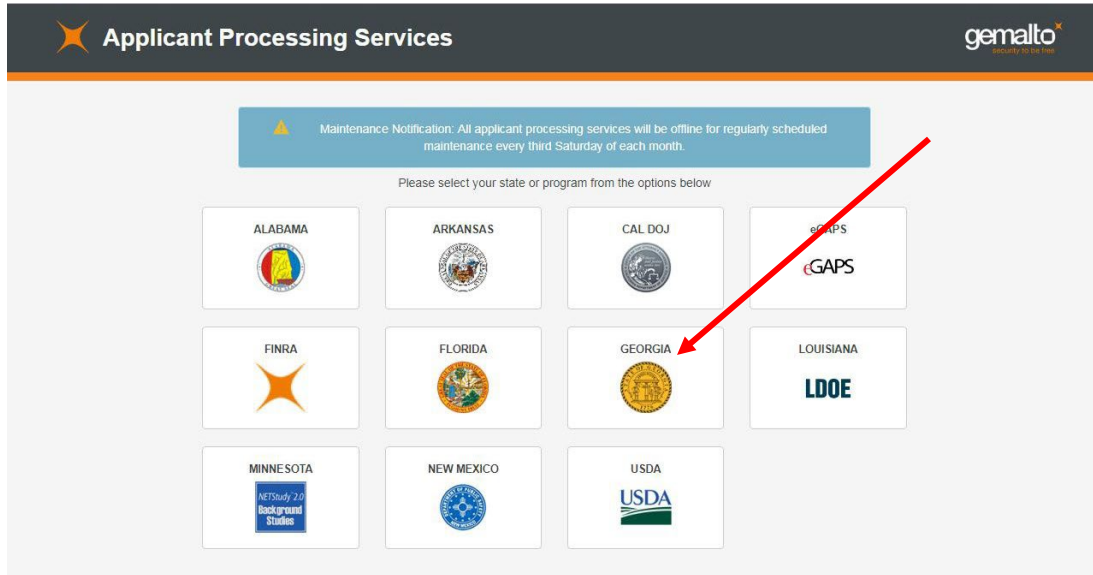 Applicant Processing Services
gemalto
security to be free
Maintenance Notification: All applicant processing services will be offline for regularly scheduled
maintenance every third Saturday of each month.
Please select your state or program from the options below
ALABAMA
ARKANSAS
CAL DOJ
eGAPS
eGAPS
FINRA
FLORIDA
GEORGIA
LOUISIANA
LDOE
MINNESOTA
NETStudy 2.0
Background
Studies
NEW MEXICO
USDA
USDA